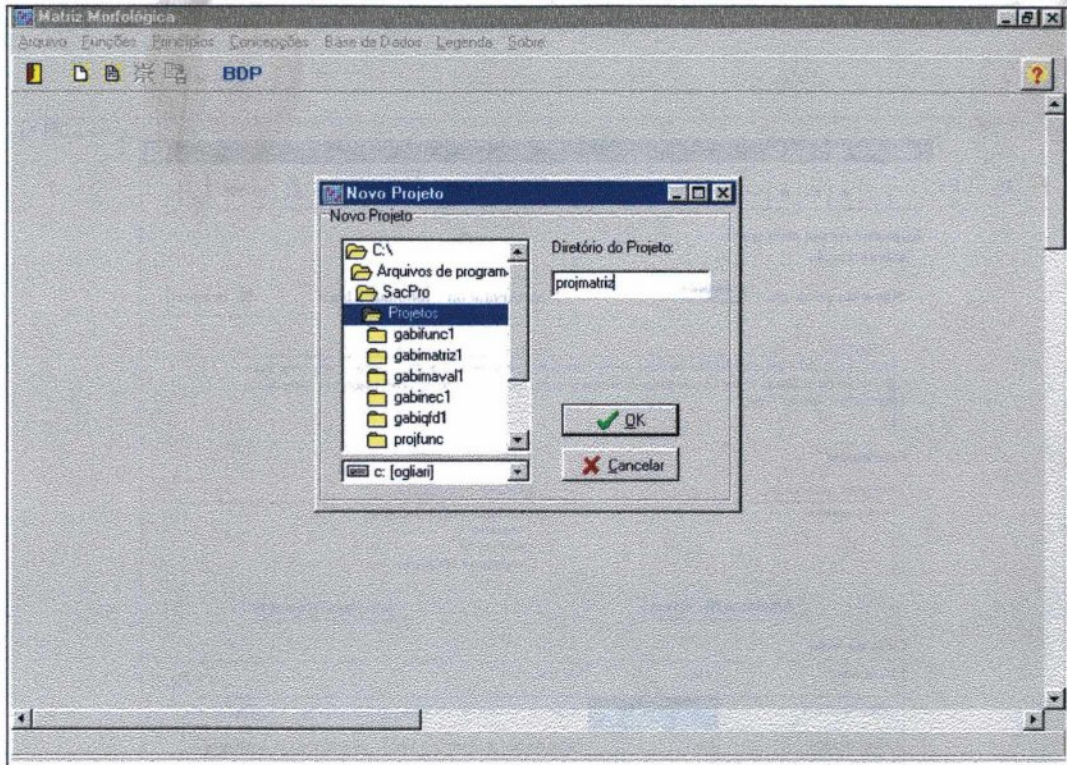 Matriz Morfológica
Arquivo Funções Princípios Concepções Base de Dados Legenda Sobre
BDP
?
Novo Projeto
Novo Projeto
C:\
Arquivos de program
SacPro
Projetos
gabifunc1
gabimatriz1
gabimaval1
gabinec1
gabiqfd1
projfunc
c: [ogliari]
Diretório do Projeto:
projmatriz
OK
Cancelar